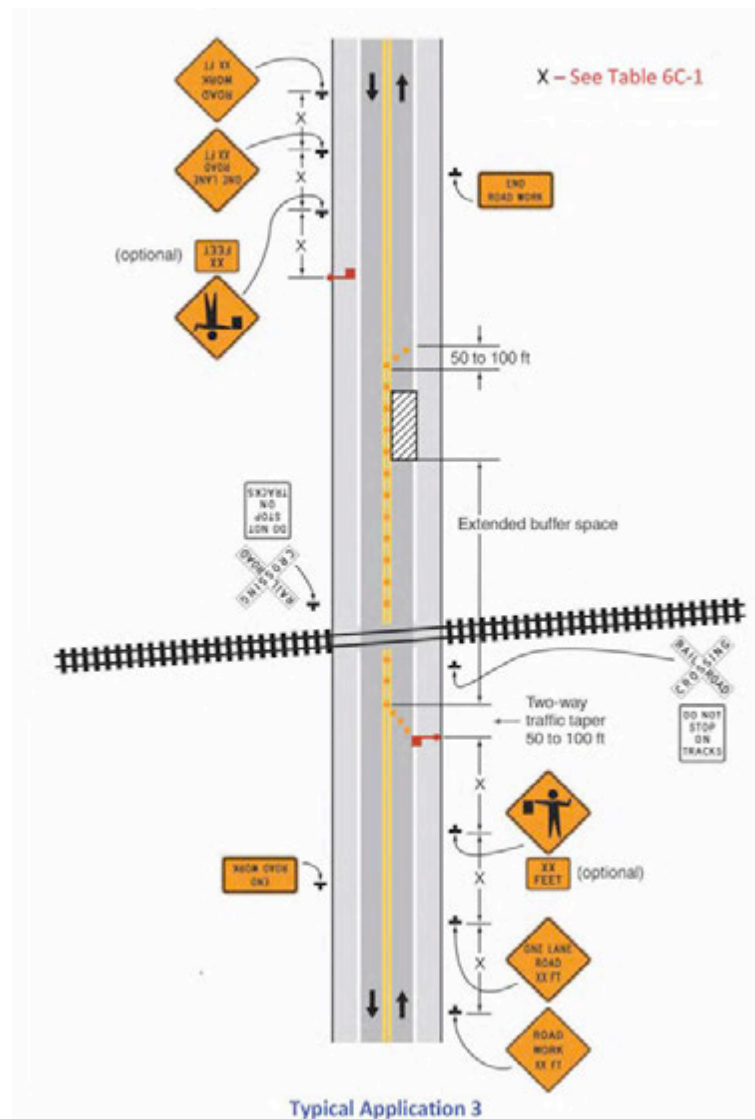 ROAD
WORK
XX FT
X – See Table 6C-1
X
ONE LANE
ROAD
XX FT
X
END
ROAD WORK
X
(optional)
XX
FEET
50 to 100 ft
DO NOT
STOP
ON
TRACKS
Extended buffer space
RAILROAD
CROSSING
RAILROAD
CROSSING
Two-way
traffic taper
50 to 100 ft
DO NOT
STOP
ON
TRACKS
X
END
ROAD WORK
X
XX
FEET
(optional)
X
ONE LANE
ROAD
XX FT
ROAD
WORK
XX FT
Typical Application 3